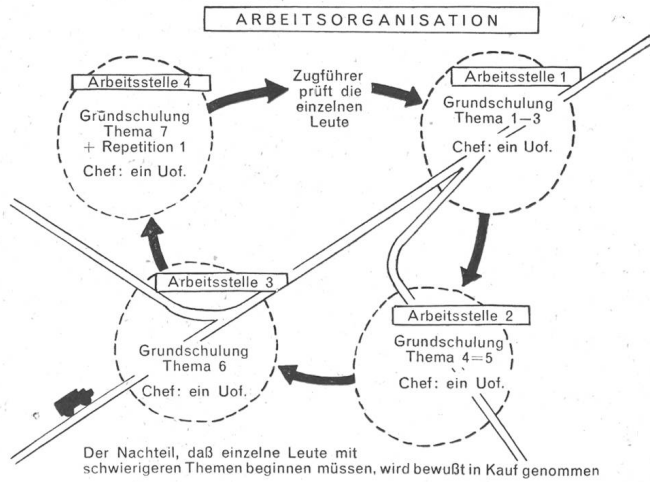 ARBEITSORGANISATION
Arbeitsstelle 4
Grundschulung
Thema 7
+ Repetition 1
Chef: ein Uof.
Zugführer
prüft die
einzelnen
Leute
Arbeitsstelle 1
Grundschulung
Thema 1—3
Chef: ein Uof.
Arbeitsstelle 3
Grundschulung
Thema 6
Chef: ein Uof.
Arbeitsstelle 2
Grundschulung
Thema 4=5
Chef: ein Uof.
Der Nachteil, daß einzelne Leute mit
schwierigeren Themen beginnen müssen, wird bewußt in Kauf genommen